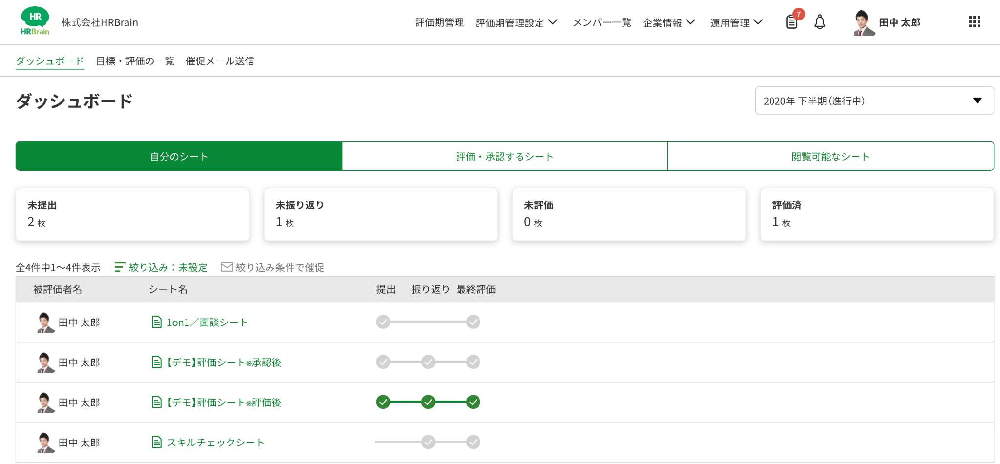 HR
HRBrain
株式会社HRBrain
評価期管理 評価期管理設定 メンバー一覧 企業情報 運用管理 7 田中 太郎
ダッシュボード 目標・評価の一覧 催促メール送信
ダッシュボード
2020年 下半期(進行中)
自分のシート 評価・承認するシート 閲覧可能なシート
未提出 未振り返り 未評価 評価済
2 枚 1 枚 0 枚 1 枚
全4件中1〜4件表示 絞り込み：未設定 絞り込み条件で催促
被評価者名 シート名 提出 振り返り 最終評価
田中 太郎 1on1／面談シート
田中 太郎 【デモ】評価シート※承認後
田中 太郎 【デモ】評価シート※評価後
田中 太郎 スキルチェックシート